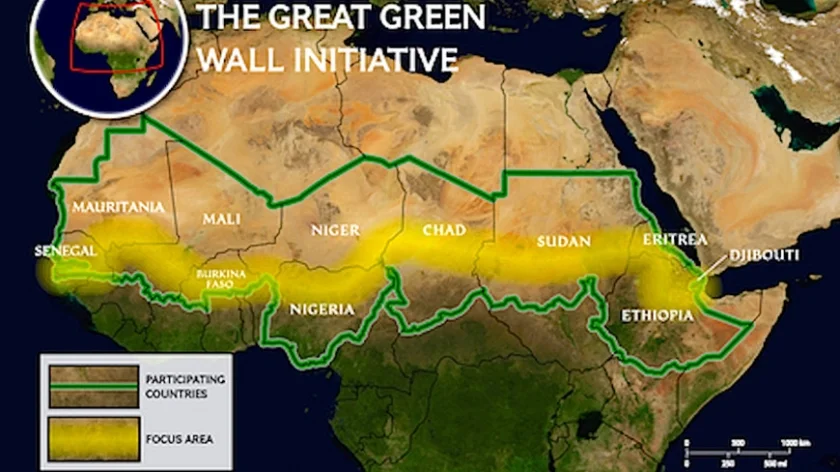 THE GREAT GREEN
WALL INITIATIVE
MAURITANIA
MALI
NIGER
CHAD
SUDAN
ERITREA
SENEGAL
DJIBOUTI
BURKINA
FASO
NIGERIA
ETHIOPIA
PARTICIPATING
COUNTRIES
FOCUS AREA
0 500 1000 km
0 250 500 mi